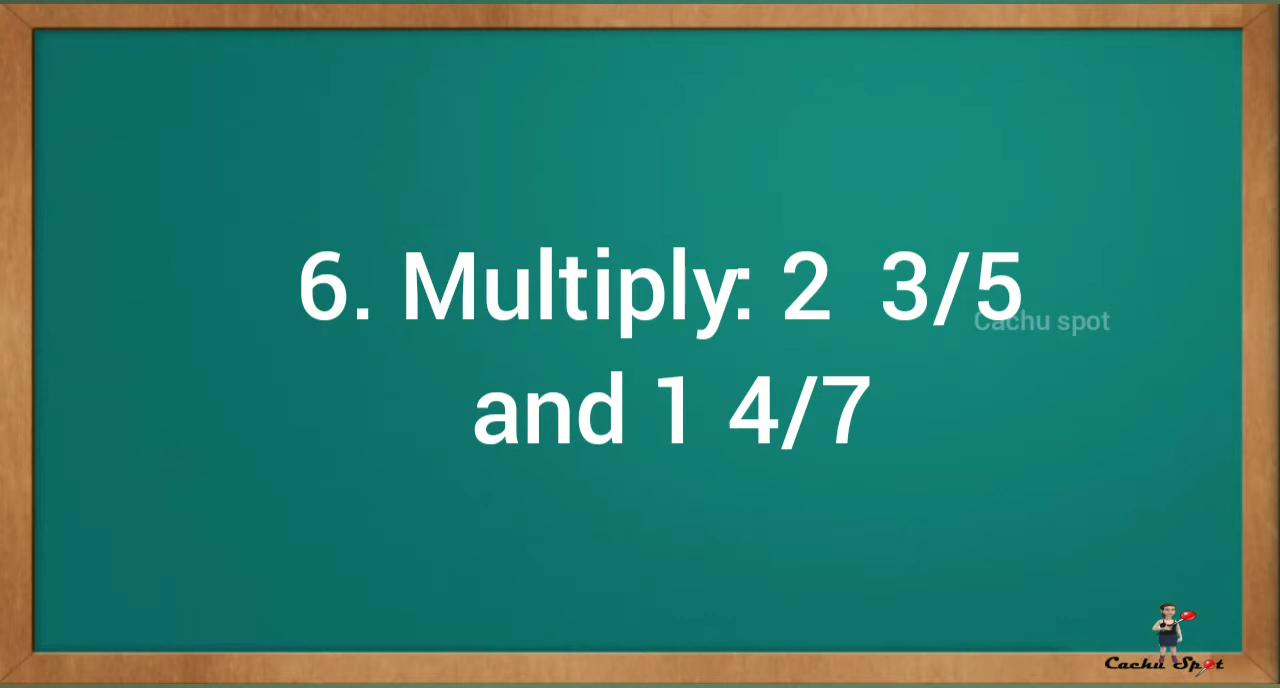 6. Multiply: 2  3/5
Cachu spot
and 1 4/7
Cachu Spot